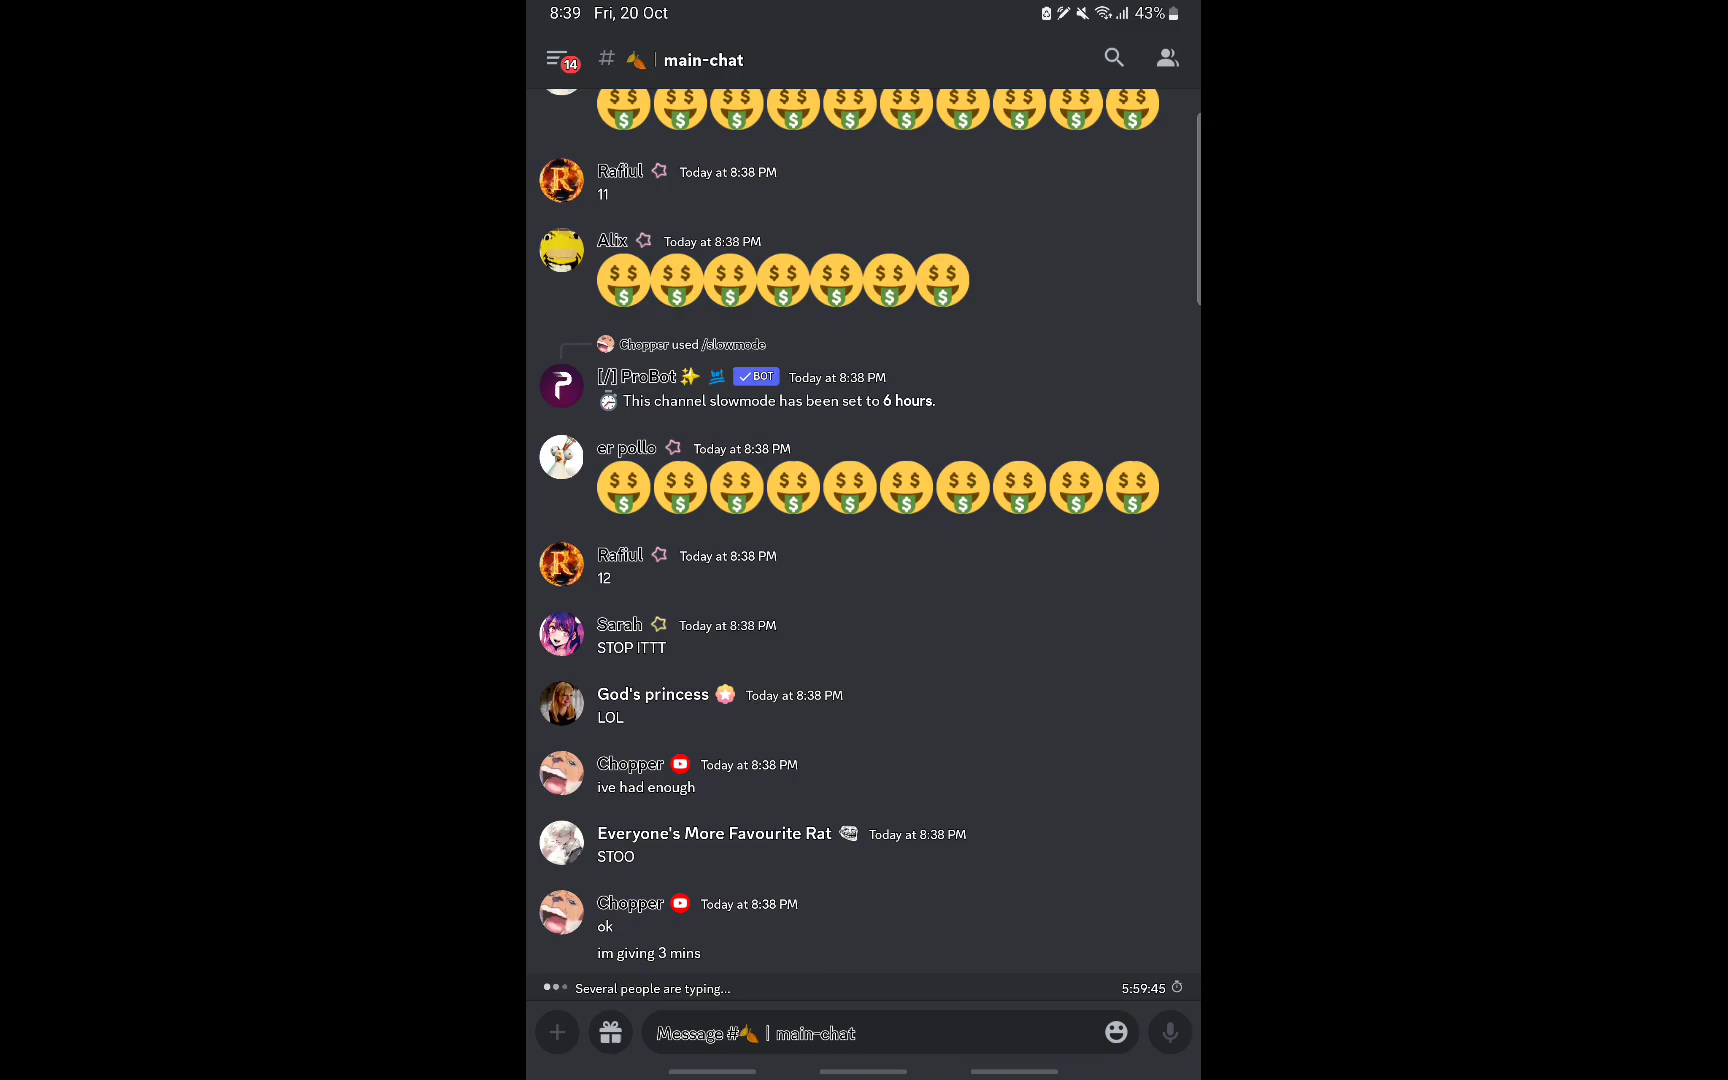 8:39 Fri, 20 Oct 43%
14 # | main-chat
Rafiul Today at 8:38 PM
11
Alix Today at 8:38 PM
Chopper used /slowmode
[/] ProBot bot BOT Today at 8:38 PM
This channel slowmode has been set to 6 hours.
er pollo Today at 8:38 PM
Rafiul Today at 8:38 PM
12
Sarah Today at 8:38 PM
STOP ITTT
God's princess Today at 8:38 PM
LOL
Chopper Today at 8:38 PM
ive had enough
Everyone's More Favourite Rat Today at 8:38 PM
STOO
Chopper Today at 8:38 PM
ok
im giving 3 mins
Several people are typing... 5:59:45
Message # | main-chat